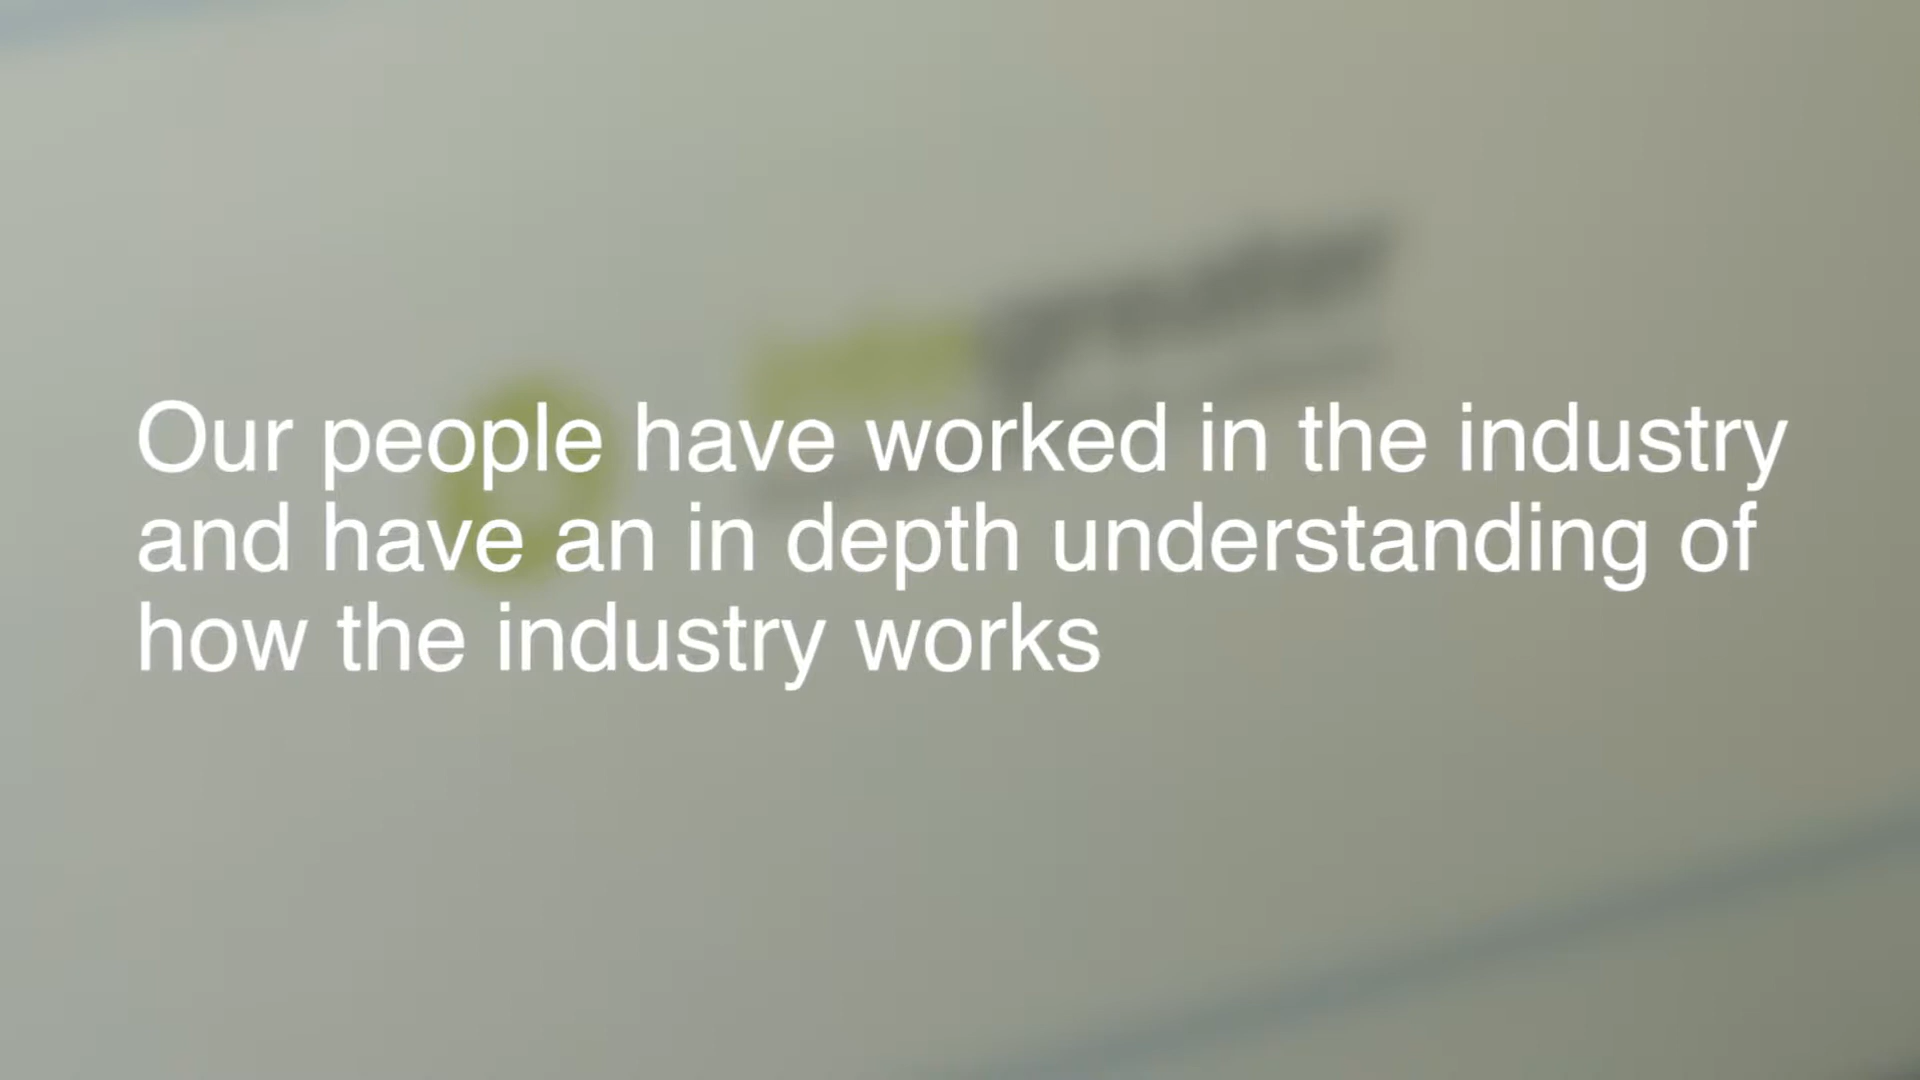 Our people have worked in the industry
and have an in depth understanding of
how the industry works